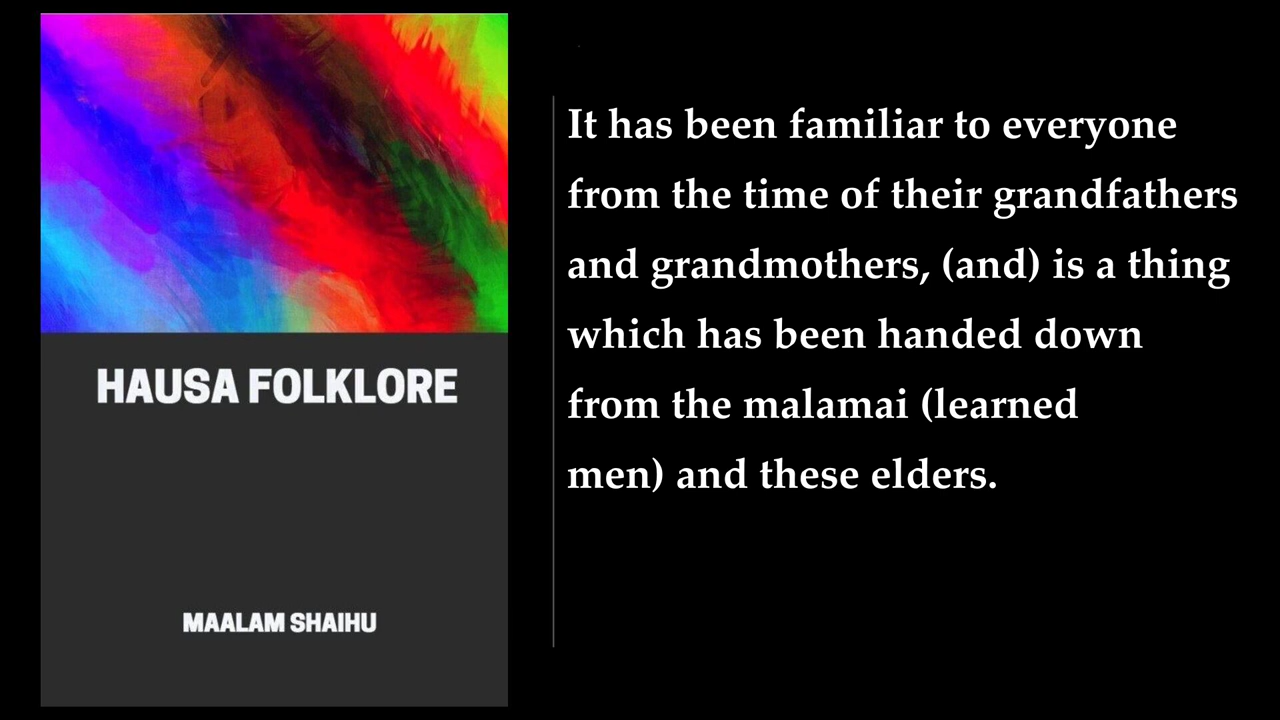 HAUSA FOLKLORE
MAALAM SHAIHU
It has been familiar to everyone
from the time of their grandfathers
and grandmothers, (and) is a thing
which has been handed down
from the malamai (learned
men) and these elders.